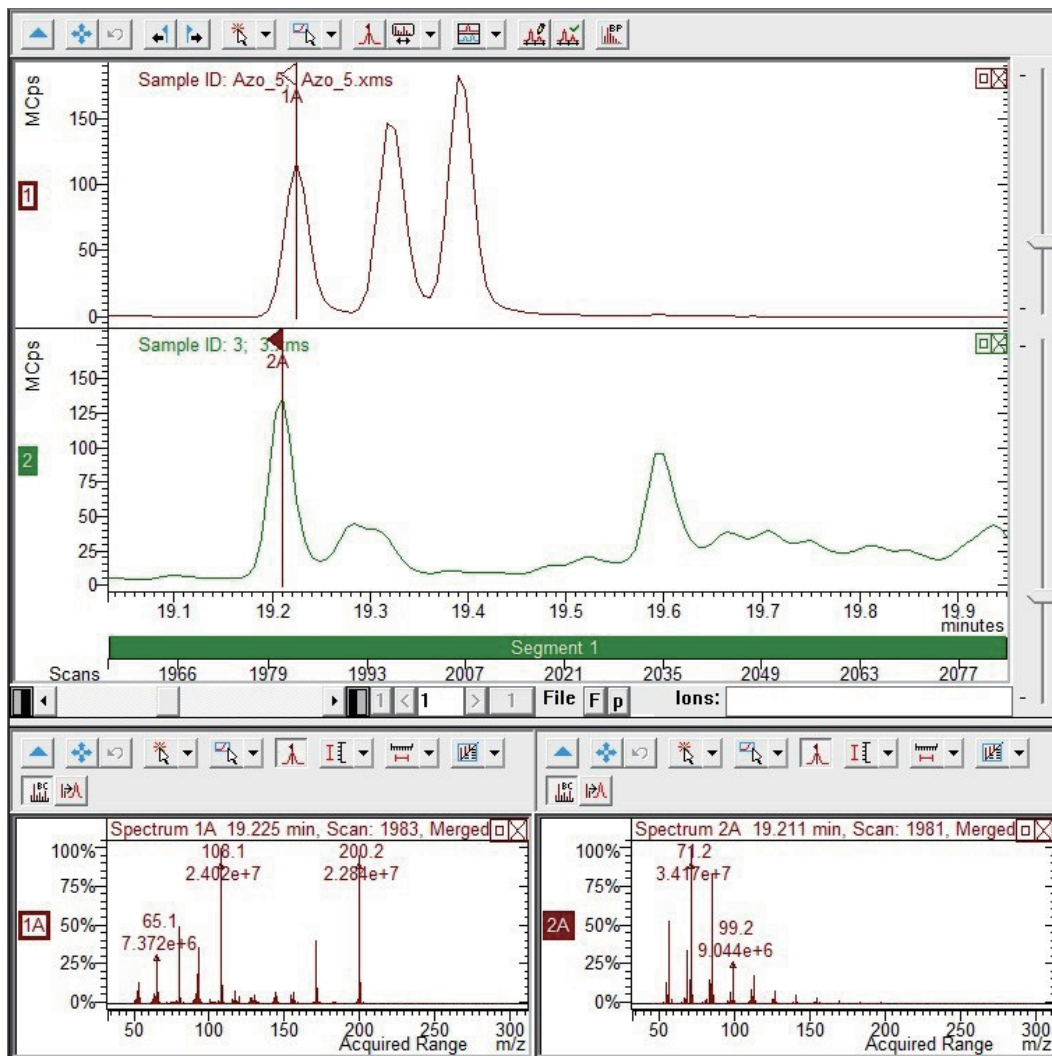 BP
MCps
Sample ID: Azo_5; Azo_5.xms
1A
150
100
50
0
1
MCps
Sample ID: 3; 3.xms
2A
150
125
100
75
50
25
0
2
19.1 19.2 19.3 19.4 19.5 19.6 19.7 19.8 19.9
minutes
Segment 1
Scans 1966 1979 1993 2007 2021 2035 2049 2063 2077
1 1 1 File F p Ions:
BC
Spectrum 1A 19.225 min, Scan: 1983, Merged
100%
75%
50%
25%
0%
1A
108.1
2.402e+7
200.2
2.284e+7
65.1
7.372e+6
50 100 150 200 250 300
Acquired Range m/z
BC
Spectrum 2A 19.211 min, Scan: 1981, Merged
100%
75%
50%
25%
0%
2A
71.2
3.417e+7
99.2
9.044e+6
50 100 150 200 250 300
Acquired Range m/z